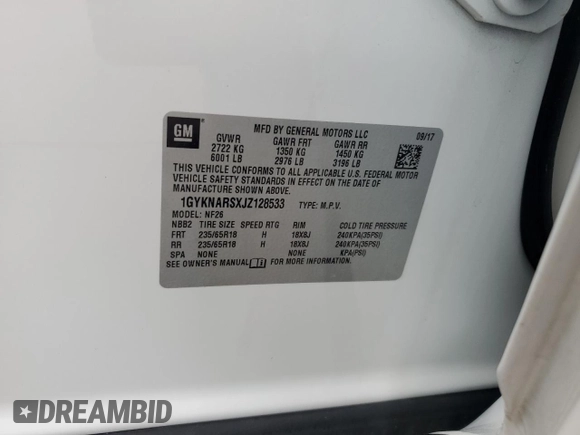 GM
MFD BY GENERAL MOTORS LLC 09/17
GVWR GAWR FRT GAWR RR
2722 KG 1350 KG 1450 KG
6001 LB 2976 LB 3196 LB
THIS VEHICLE CONFORMS TO ALL APPLICABLE U.S. FEDERAL MOTOR
VEHICLE SAFETY STANDARDS IN EFFECT ON THE DATE OF
MANUFACTURE SHOWN ABOVE.
1GYKNARSXJZ128533 TYPE: M.P.V.
MODEL: NF26
NBB2 TIRE SIZE SPEED RTG RIM COLD TIRE PRESSURE
FRT 235/65R18 H 18X8J 240KPA(35PSI)
RR 235/65R18 H 18X8J 240KPA(35PSI)
SPA NONE NONE KPA(PSI)
SEE OWNER'S MANUAL FOR MORE INFORMATION.
DREAMBID